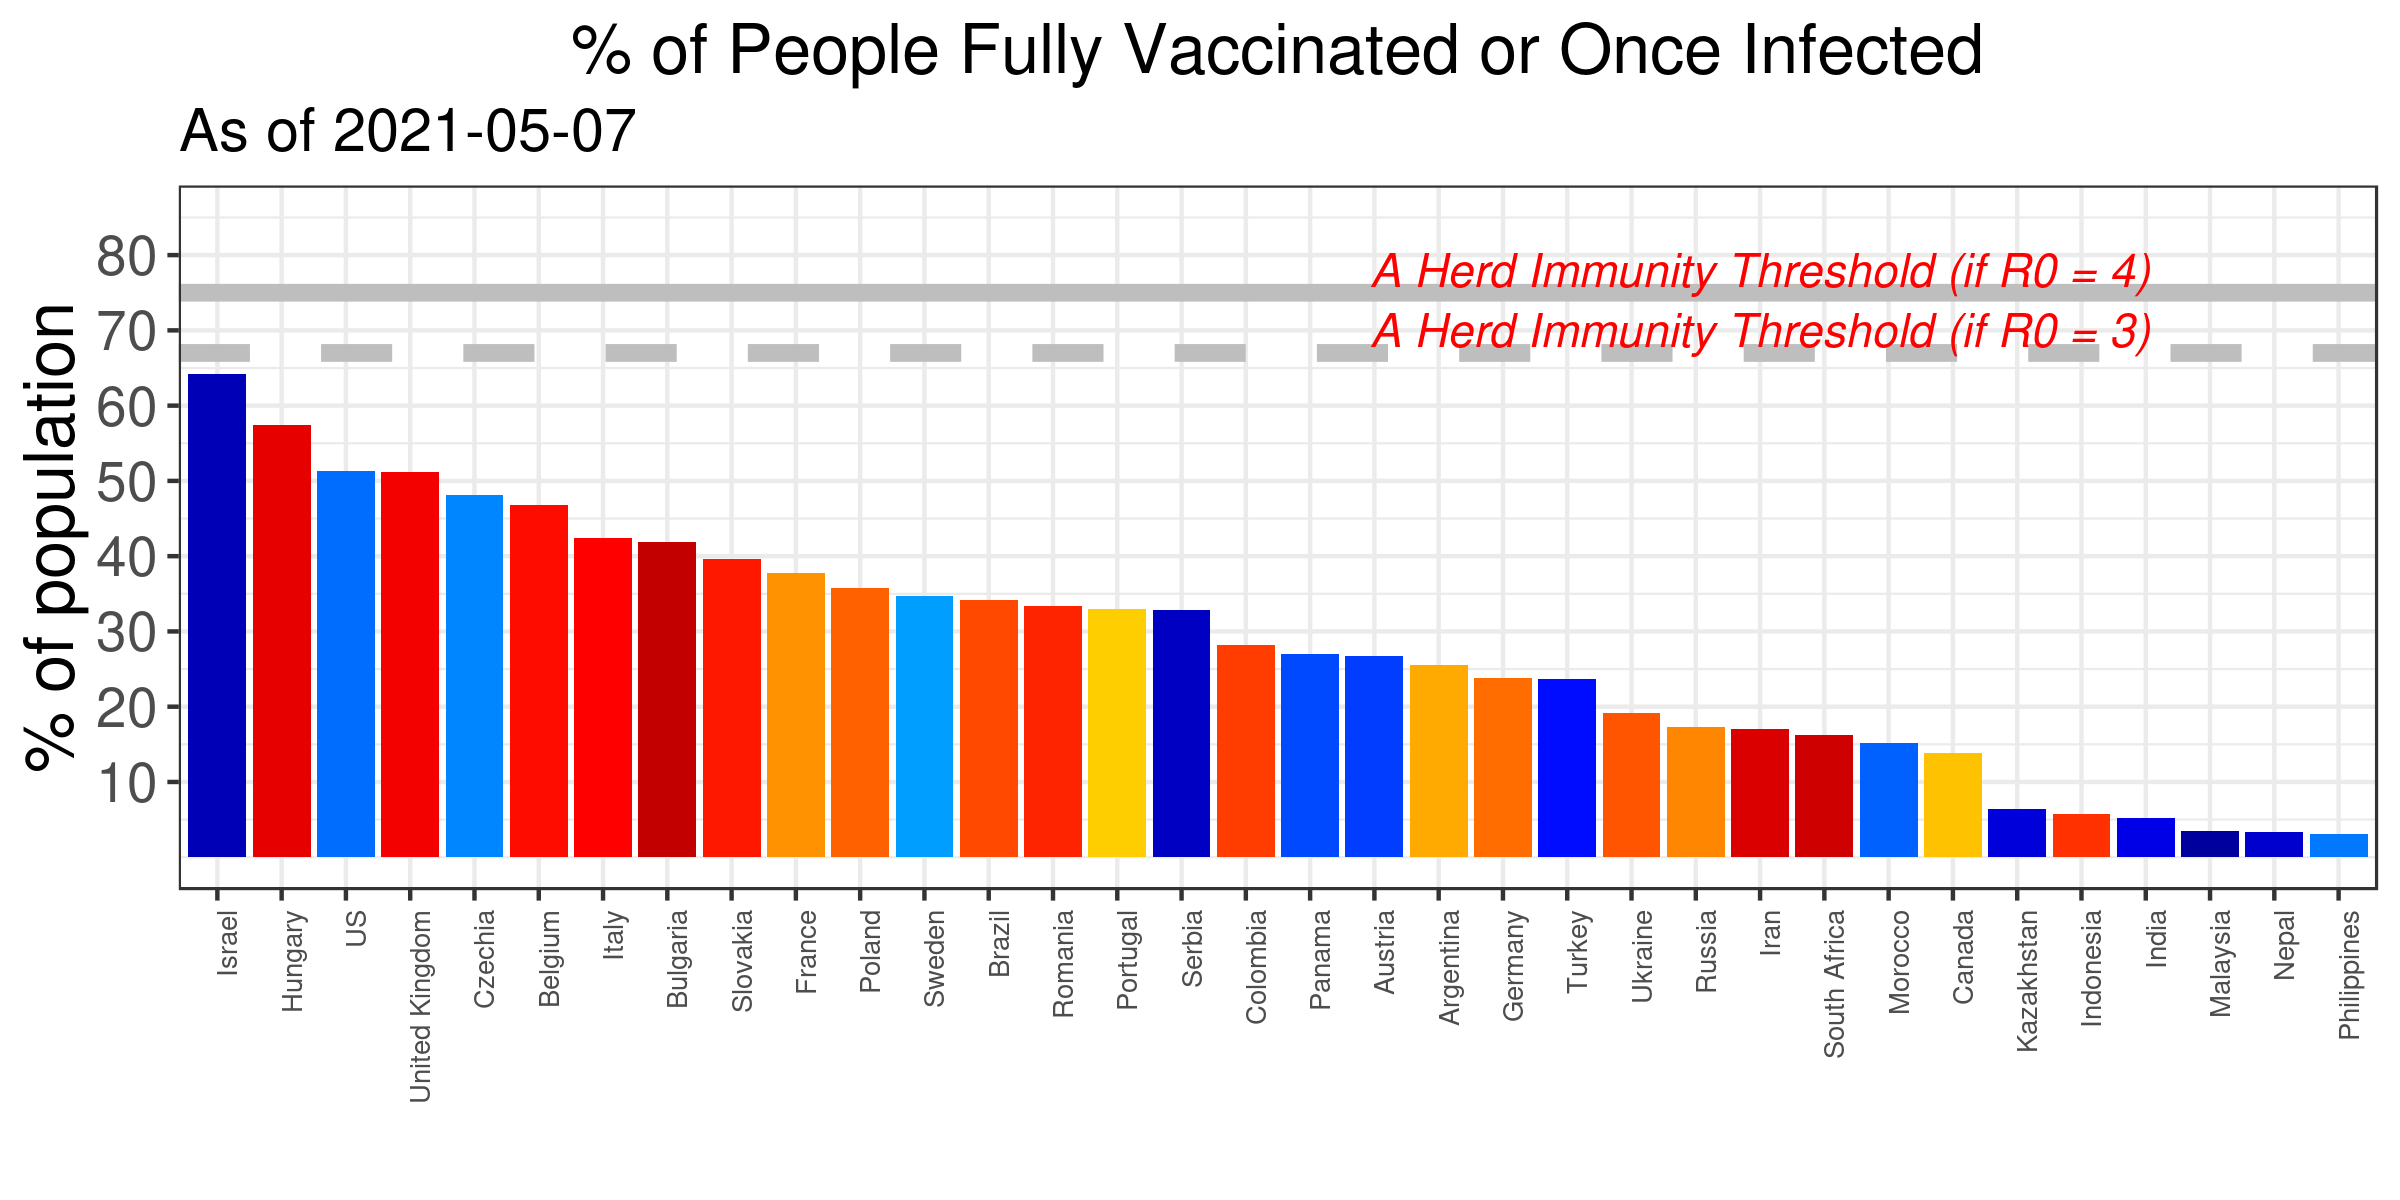 % of People Fully Vaccinated or Once Infected
As of 2021-05-07
% of population
80
70
60
50
40
30
20
10
A Herd Immunity Threshold (if R0 = 4)
A Herd Immunity Threshold (if R0 = 3)
Israel
Hungary
US
United Kingdom
Czechia
Belgium
Italy
Bulgaria
Slovakia
France
Poland
Sweden
Brazil
Romania
Portugal
Serbia
Colombia
Panama
Austria
Argentina
Germany
Turkey
Ukraine
Russia
Iran
South Africa
Morocco
Canada
Kazakhstan
Indonesia
India
Malaysia
Nepal
Philippines